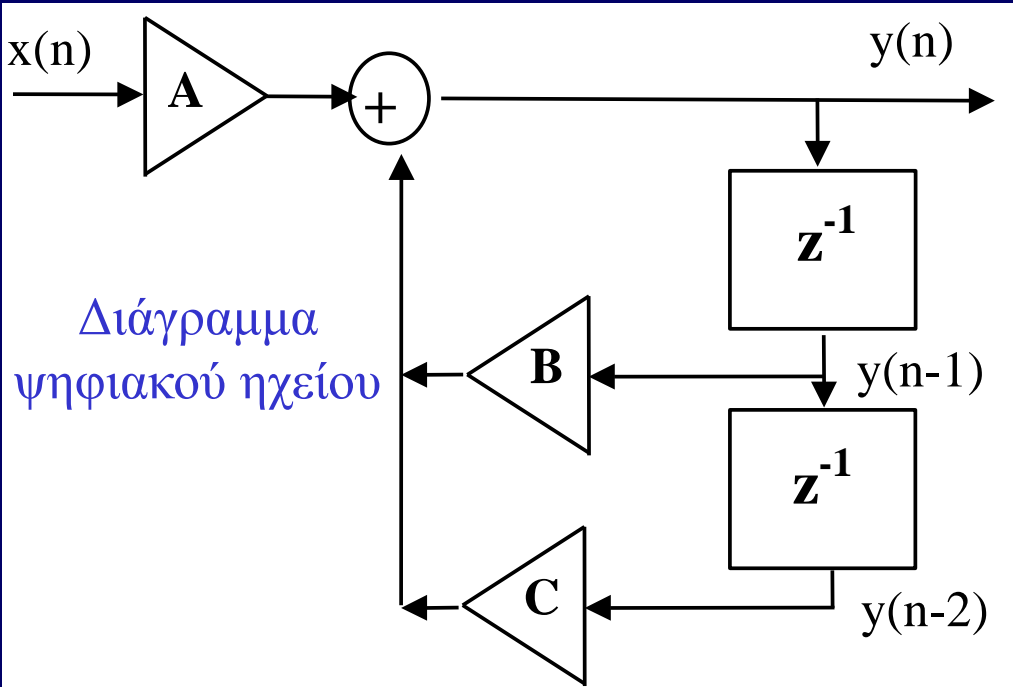 x(n)
A
+
y(n)
z⁻¹
Διάγραμμα
ψηφιακού ηχείου
B
y(n-1)
z⁻¹
C
y(n-2)